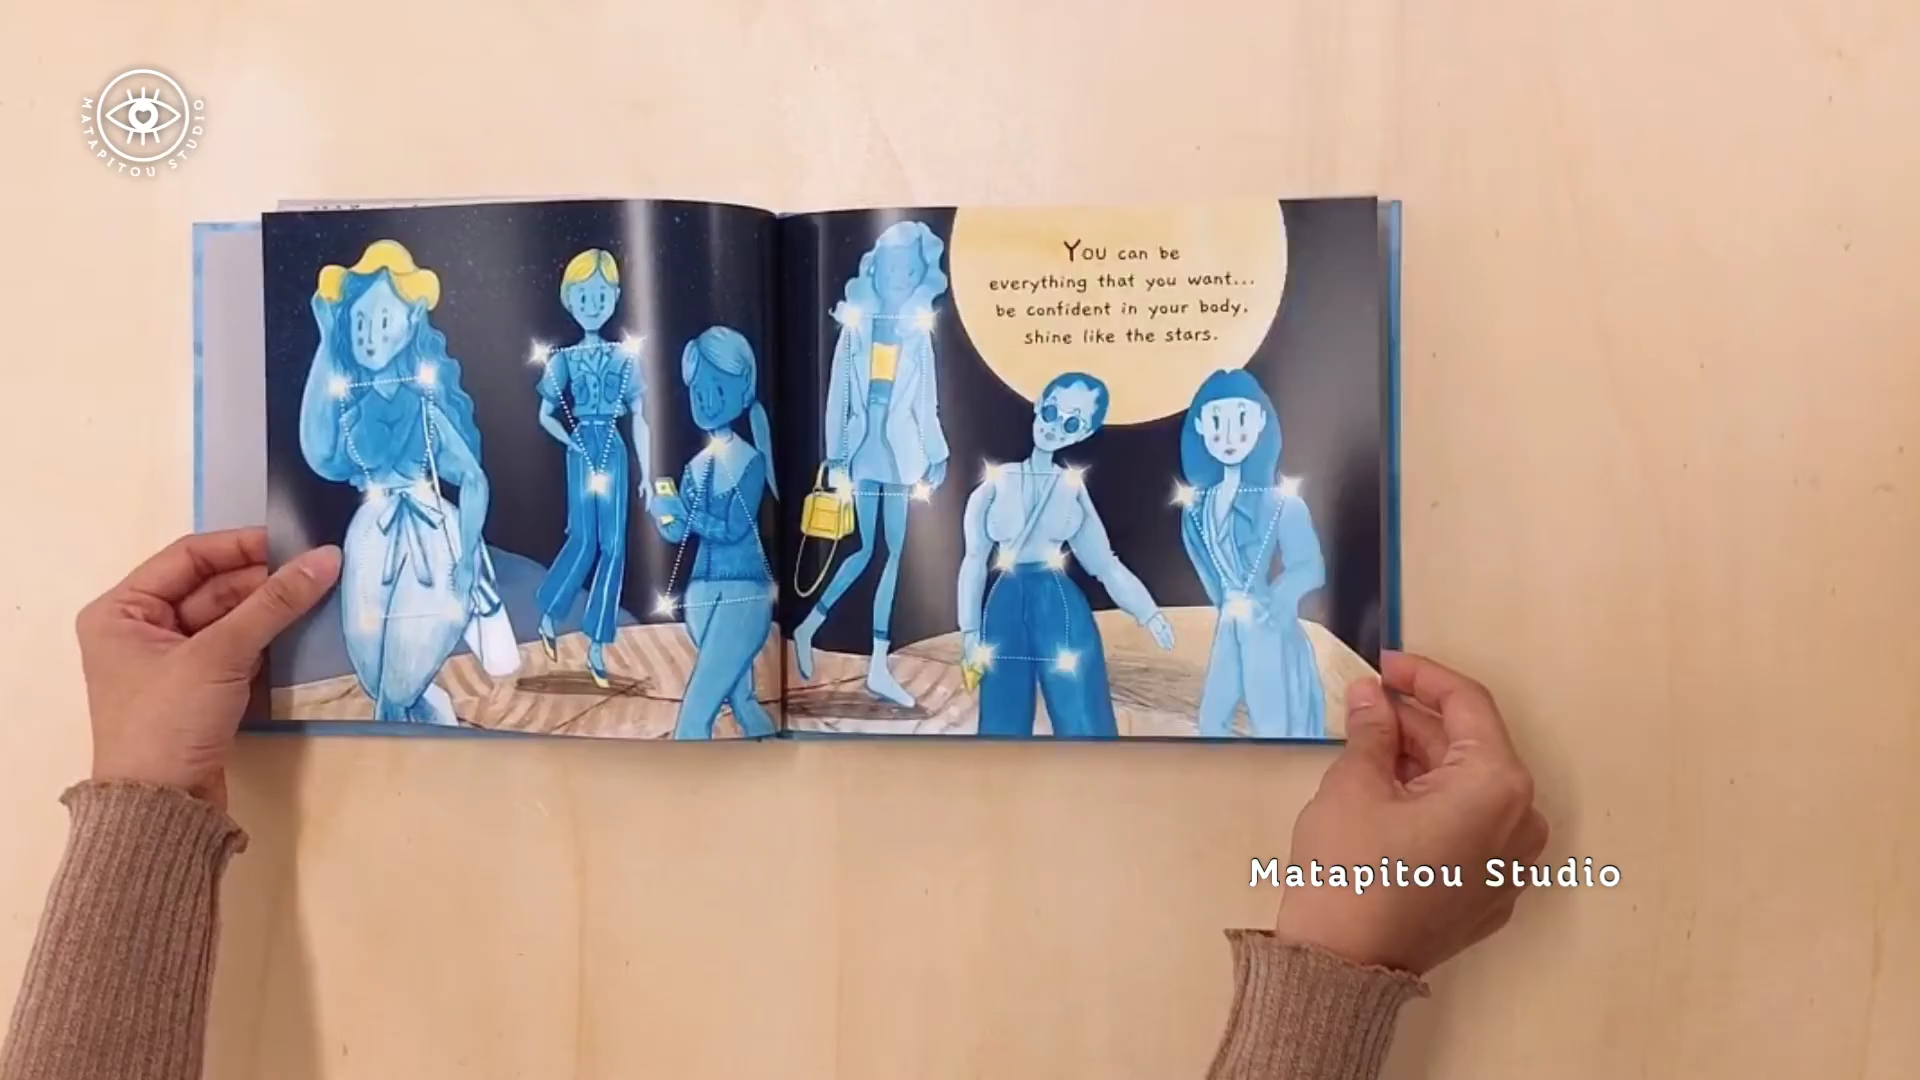 MATAPITOU STUDIO
YOU can be
everything that you want...
be confident in your body,
shine like the stars.
Matapitou Studio